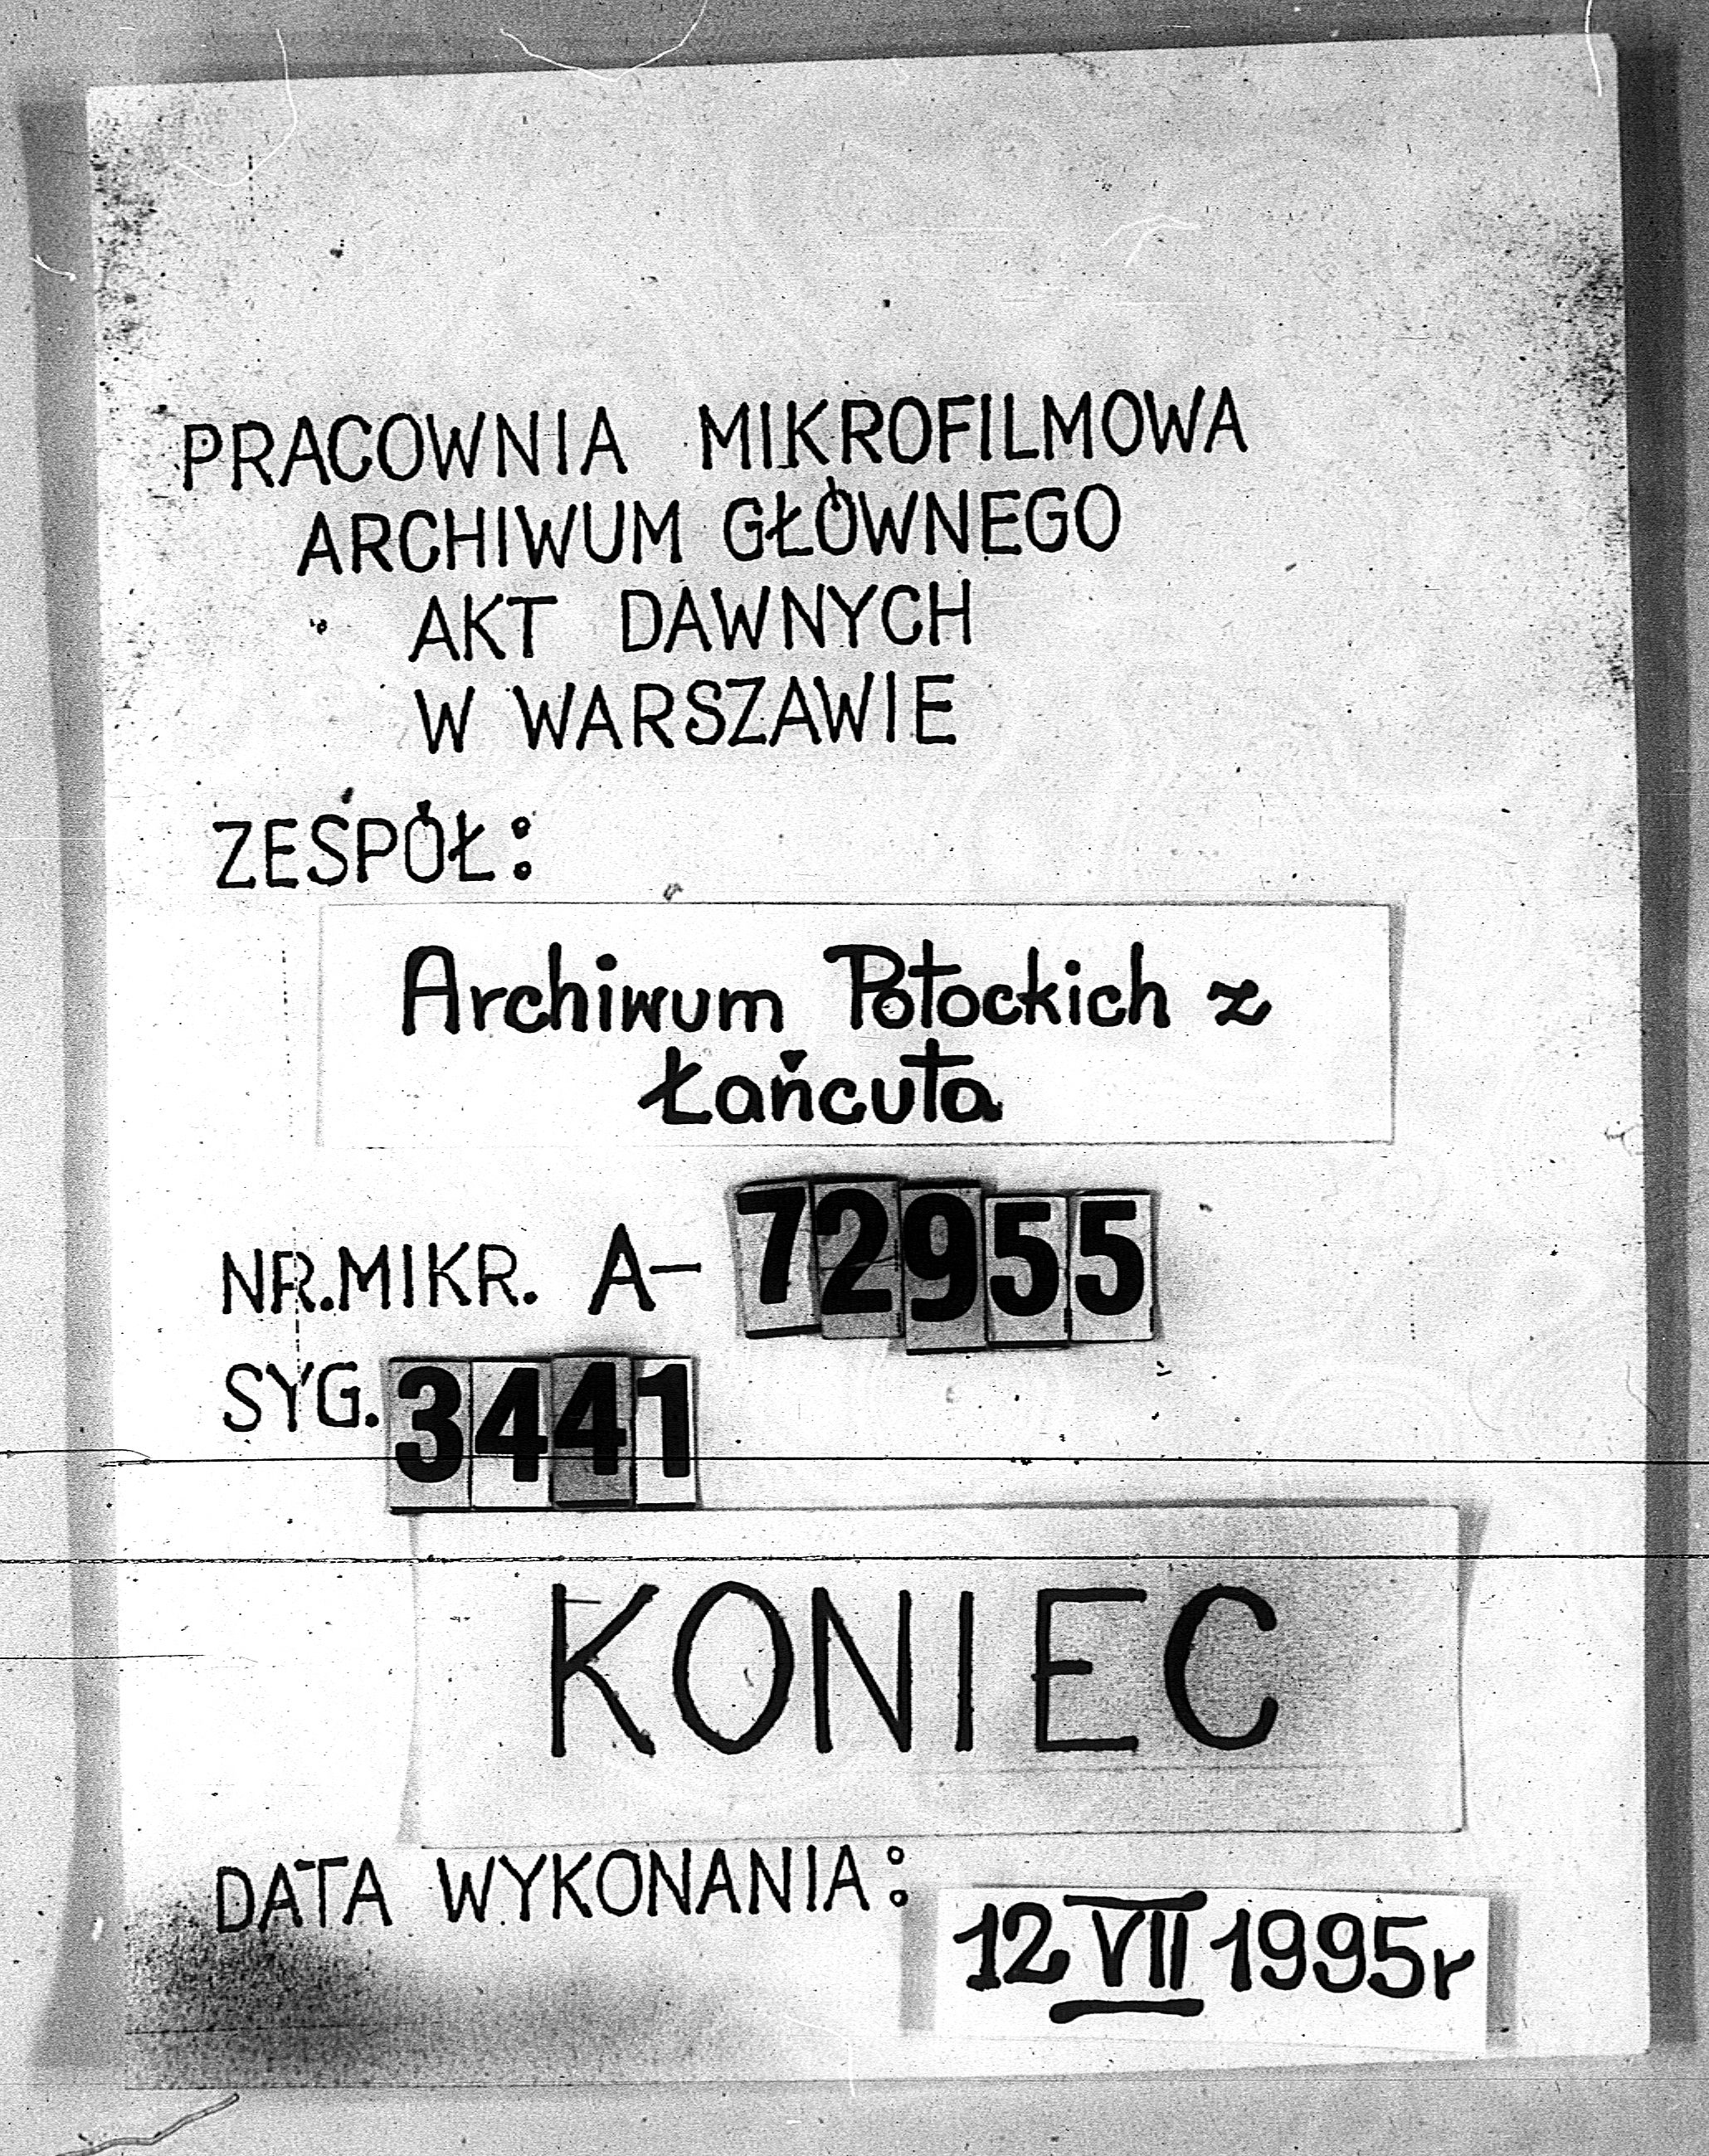 PRACOWNIA MIKROFILMOWA
ARCHIWUM GŁÓWNEGO
AKT DAWNYCH
W WARSZAWIE
ZESPÓŁ:
Archiwum Potockich z
Łańcuta
NR.MIKR. A- 72955
SYG. 3441
KONIEC
DATA WYKONANIA:
12 VII 1995r